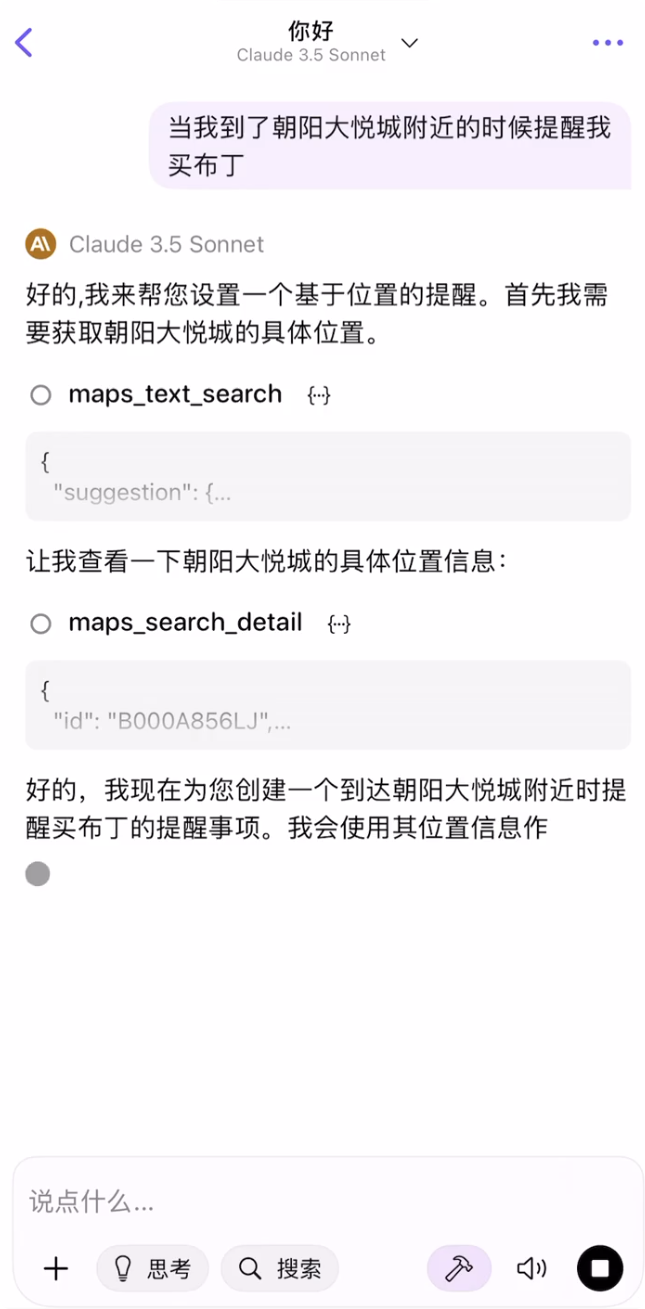 你好
Claude 3.5 Sonnet
当我到了朝阳大悦城附近的时候提醒我
买布丁
Claude 3.5 Sonnet
好的,我来帮您设置一个基于位置的提醒。首先我需
要获取朝阳大悦城的具体位置。
maps_text_search {...}
{
"suggestion": {...
让我查看一下朝阳大悦城的具体位置信息：
maps_search_detail {...}
{
"id": "B000A856LJ",...
好的，我现在为您创建一个到达朝阳大悦城附近时提
醒买布丁的提醒事项。我会使用其位置信息作
说点什么...
思考 搜索